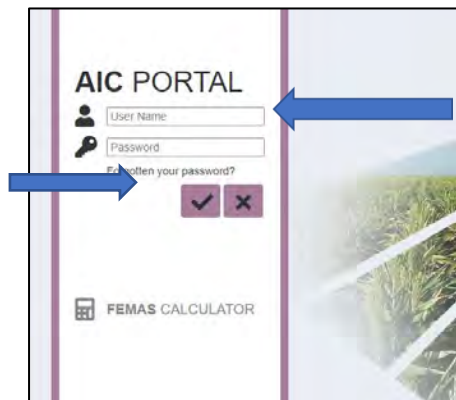 AIC PORTAL
User Name
Password
Forgotten your password?
FEMAS CALCULATOR